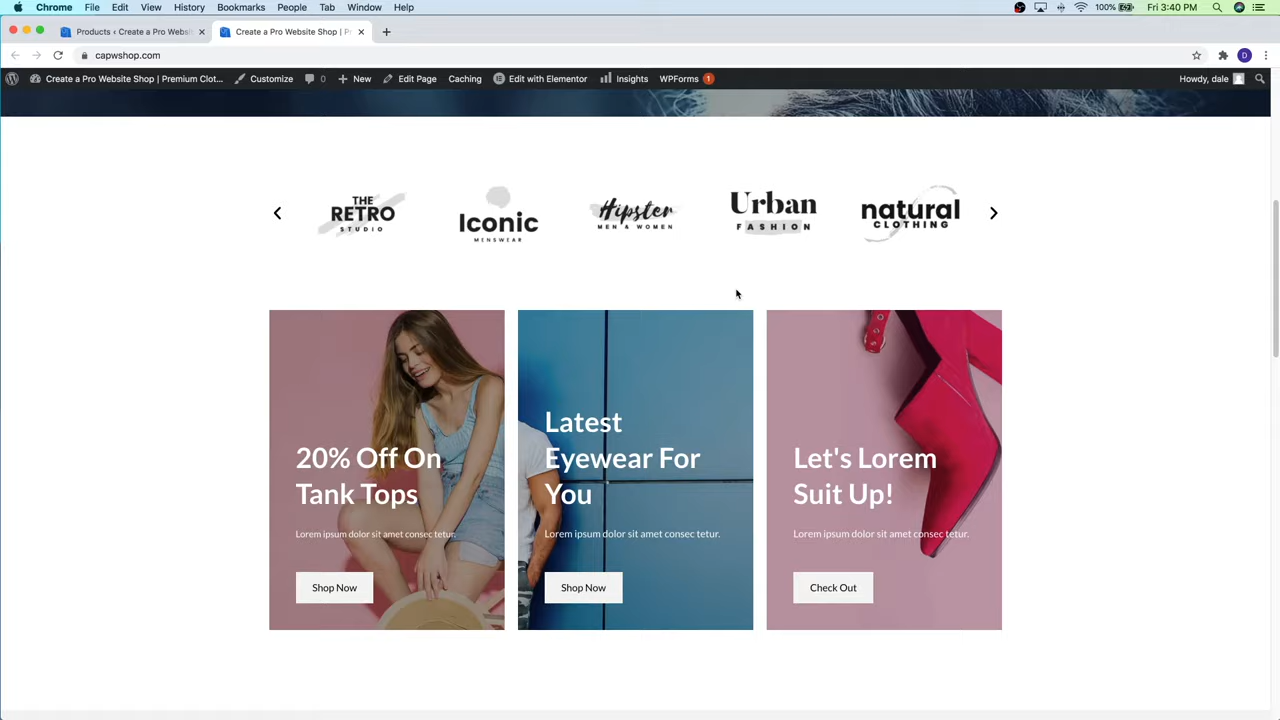 Chrome File Edit View History Bookmarks People Tab Window Help 100% Fri 3:40 PM
Products ‹ Create a Pro Websi Create a Pro Website Shop | P
capwshop.com D
Create a Pro Website Shop | Premium Clot... Customize 0 New Edit Page Caching Edit with Elementor Insights WPForms 1 Howdy, dale
THE
RETRO
STUDIO
Iconic
MENSWEAR
Hipster
MEN & WOMEN
Urban
FASHION
natural
CLOTHING
20% Off On
Tank Tops
Lorem ipsum dolor sit amet consec tetur.
Shop Now
Latest
Eyewear For
You
Lorem ipsum dolor sit amet consec tetur.
Shop Now
Let's Lorem
Suit Up!
Lorem ipsum dolor sit amet consec tetur.
Check Out